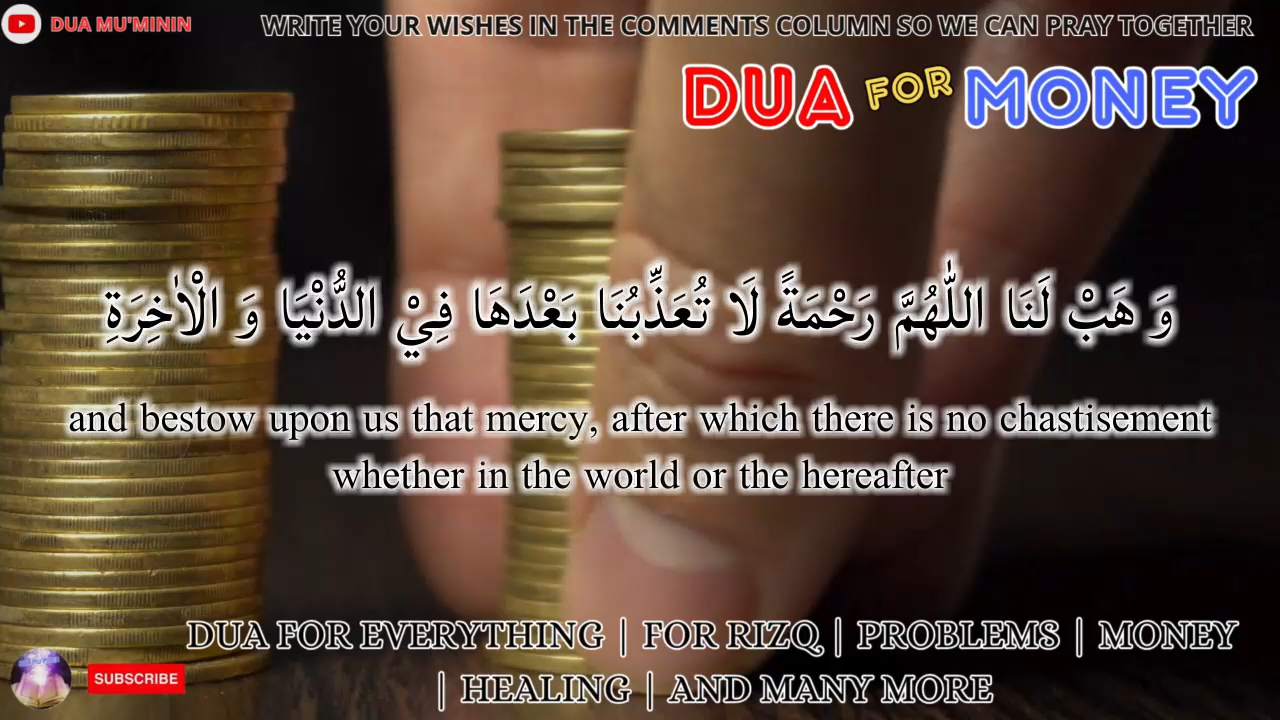 DUA MU'MININ
WRITE YOUR WISHES IN THE COMMENTS COLUMN SO WE CAN PRAY TOGETHER
DUA FOR MONEY
وَ هَبْ لَنَا اللّٰهُمَّ رَحْمَةً لَا تُعَذِّبُنَا بَعْدَهَا فِيْ الدُّنْيَا وَ الْاٰخِرَةِ
and bestow upon us that mercy, after which there is no chastisement
whether in the world or the hereafter
DUA FOR EVERYTHING | FOR RIZQ | PROBLEMS | MONEY
| HEALING | AND MANY MORE
SUBSCRIBE